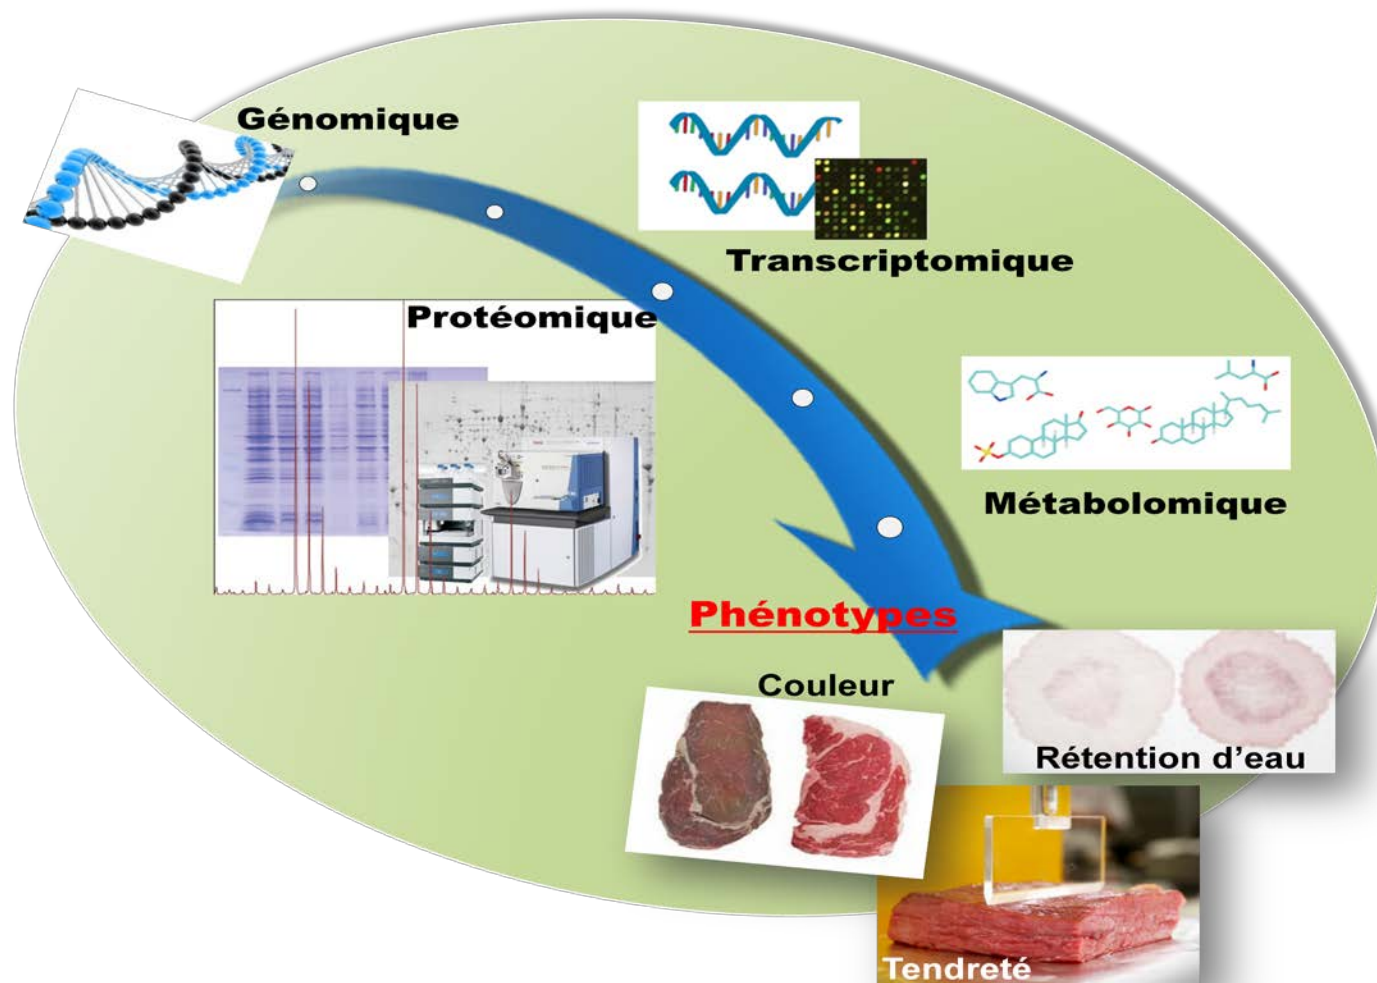 Génomique
Transcriptomique
Protéomique
Métabolomique
Phénotypes
Couleur
Rétention d'eau
Tendreté